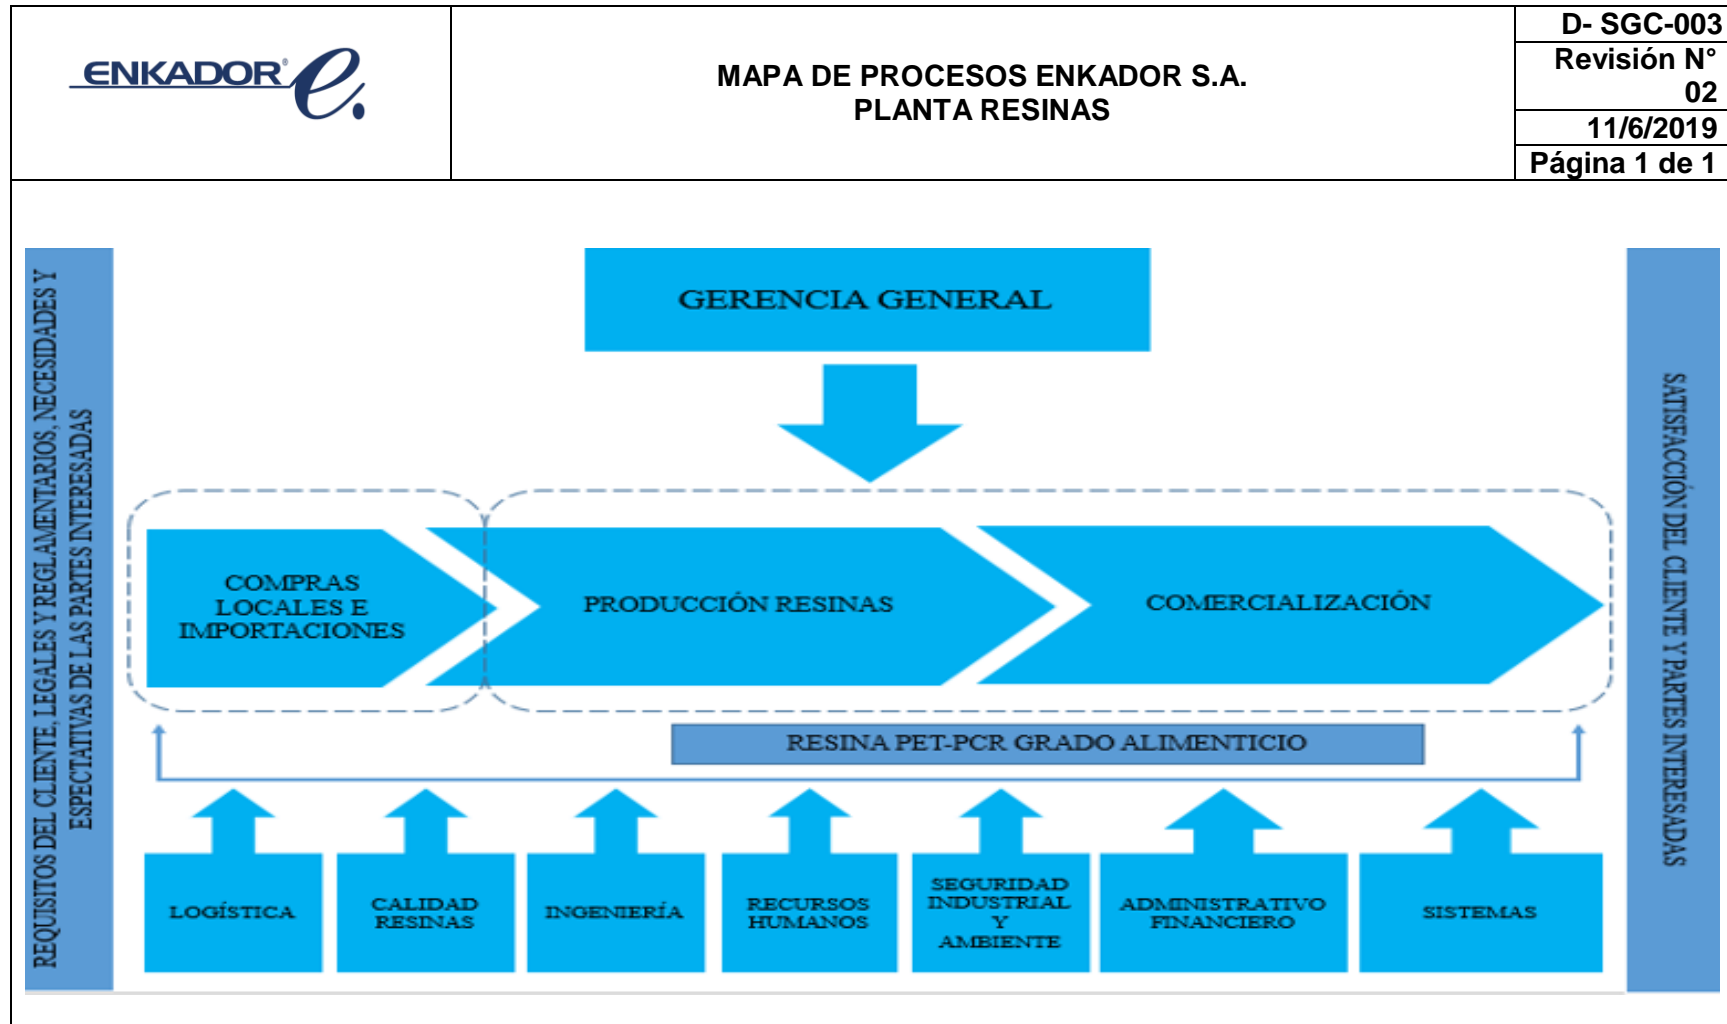 ENKADOR®
MAPA DE PROCESOS ENKADOR S.A.
PLANTA RESINAS
D- SGC-003
Revisión N°
02
11/6/2019
Página 1 de 1
REQUISITOS DEL CLIENTE, LEGALES Y REGLAMENTARIOS, NECESIDADES Y
ESPECTATIVAS DE LAS PARTES INTERESADAS
GERENCIA GENERAL
COMPRAS
LOCALES E
IMPORTACIONES
PRODUCCIÓN RESINAS
COMERCIALIZACIÓN
RESINA PET-PCR GRADO ALIMENTICIO
LOGÍSTICA
CALIDAD
RESINAS
INGENIERÍA
RECURSOS
HUMANOS
SEGURIDAD
INDUSTRIAL
Y
AMBIENTE
ADMINISTRATIVO
FINANCIERO
SISTEMAS
SATISFACCIÓN DEL CLIENTE Y PARTES INTERESADAS